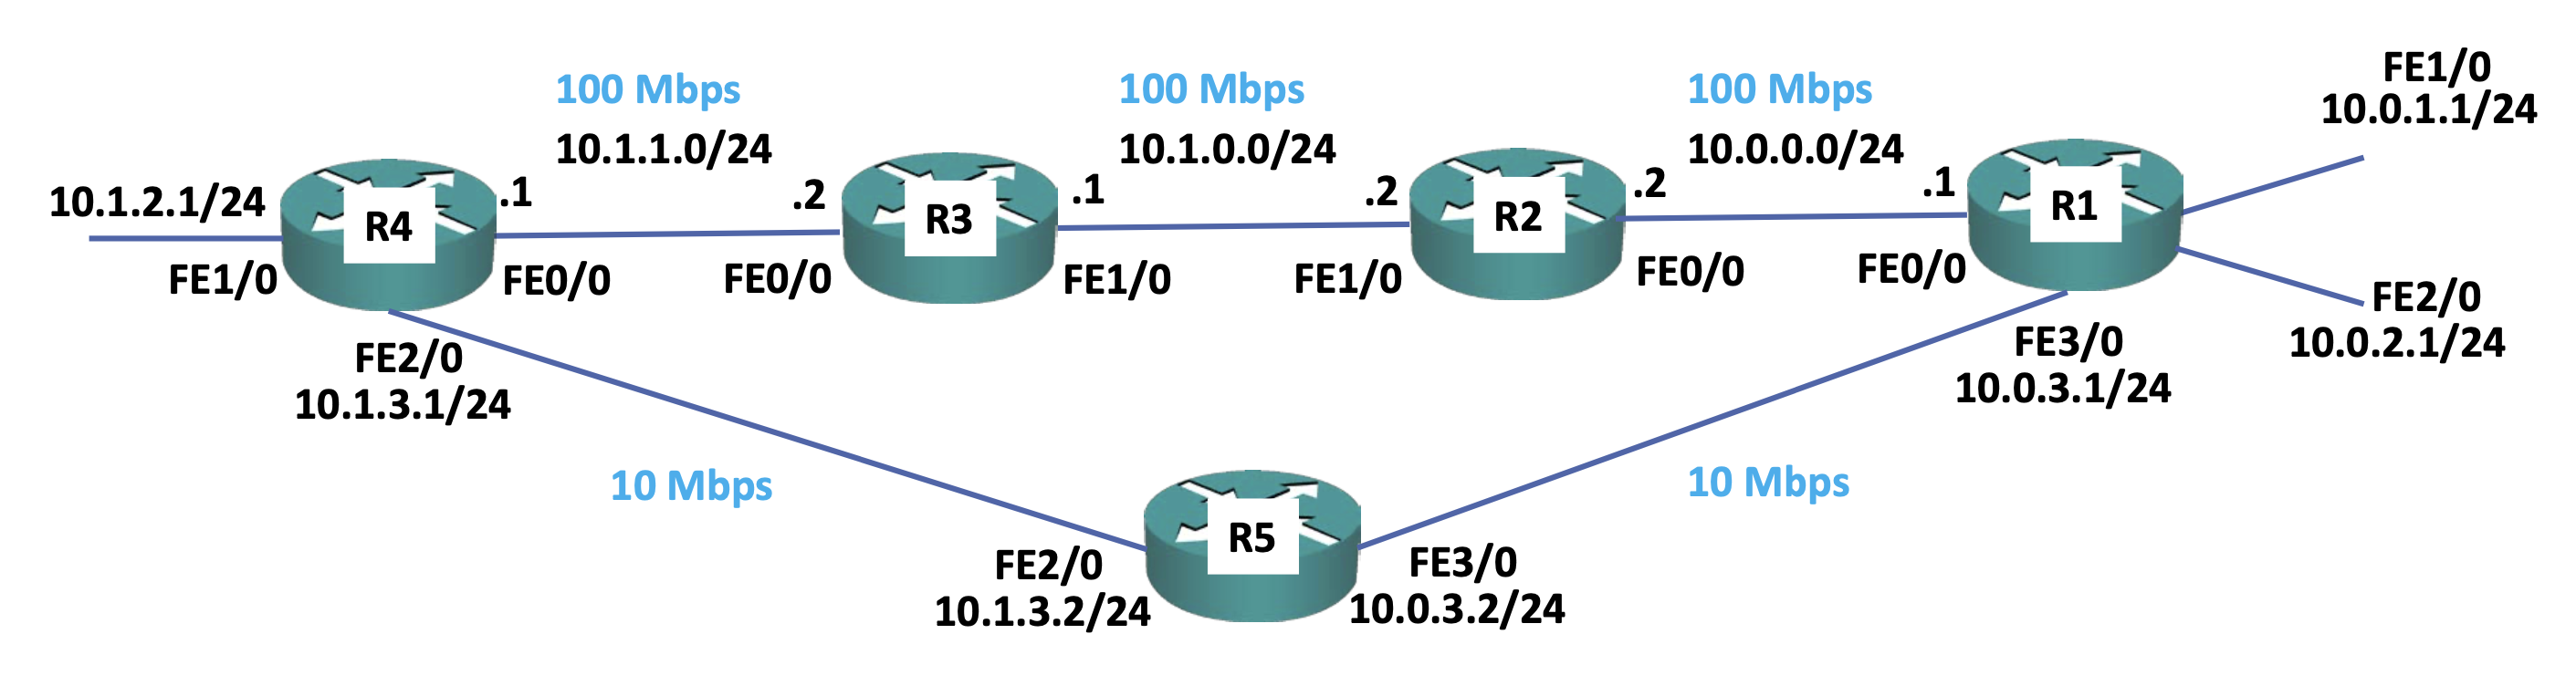 100 Mbps
10.1.1.0/24
100 Mbps
10.1.0.0/24
100 Mbps
10.0.0.0/24
FE1/0
10.0.1.1/24
10.1.2.1/24
FE1/0
R4
.1
FE0/0
.2
FE0/0
R3
.1
FE1/0
.2
FE1/0
R2
.2
FE0/0
.1
FE0/0
R1
FE2/0
10.0.2.1/24
FE2/0
10.1.3.1/24
FE3/0
10.0.3.1/24
10 Mbps
10 Mbps
R5
FE2/0
10.1.3.2/24
FE3/0
10.0.3.2/24